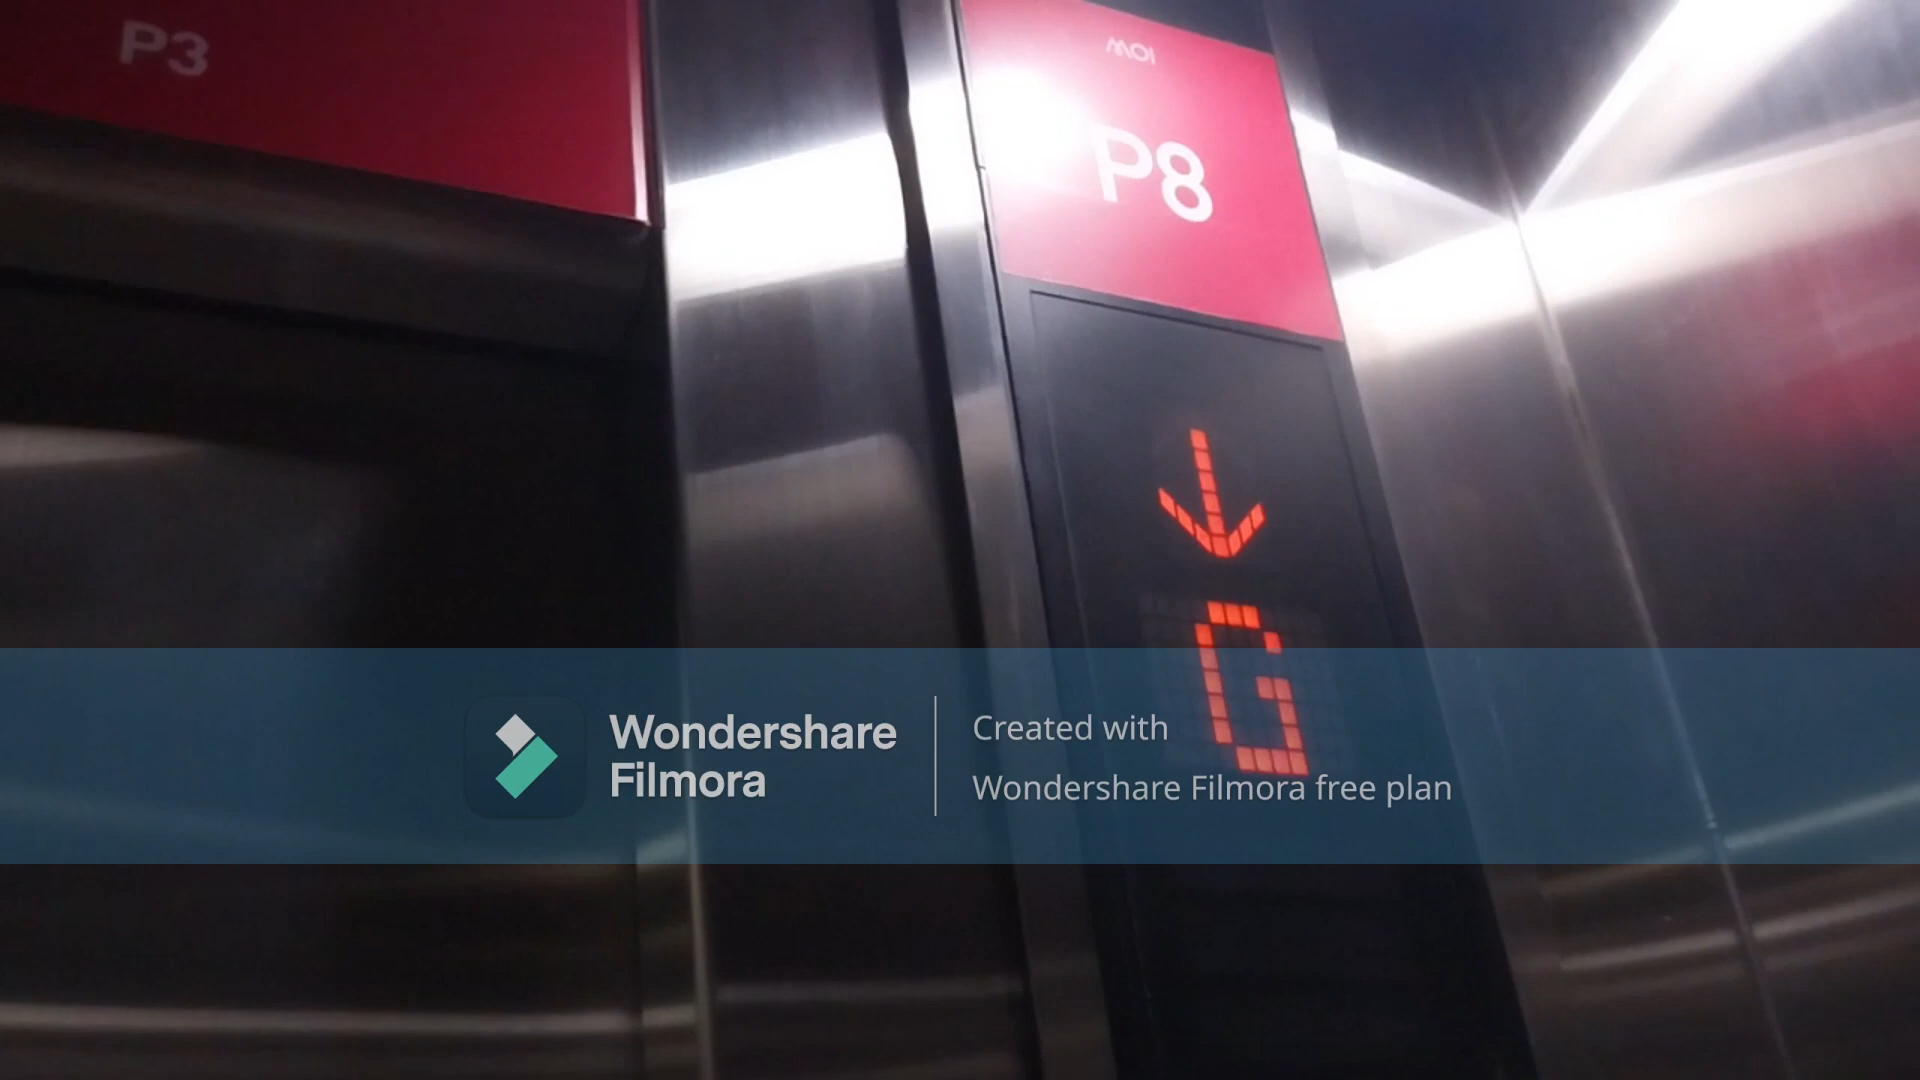 P3
MOI
P8
G
Wondershare
Filmora
Created with
Wondershare Filmora free plan